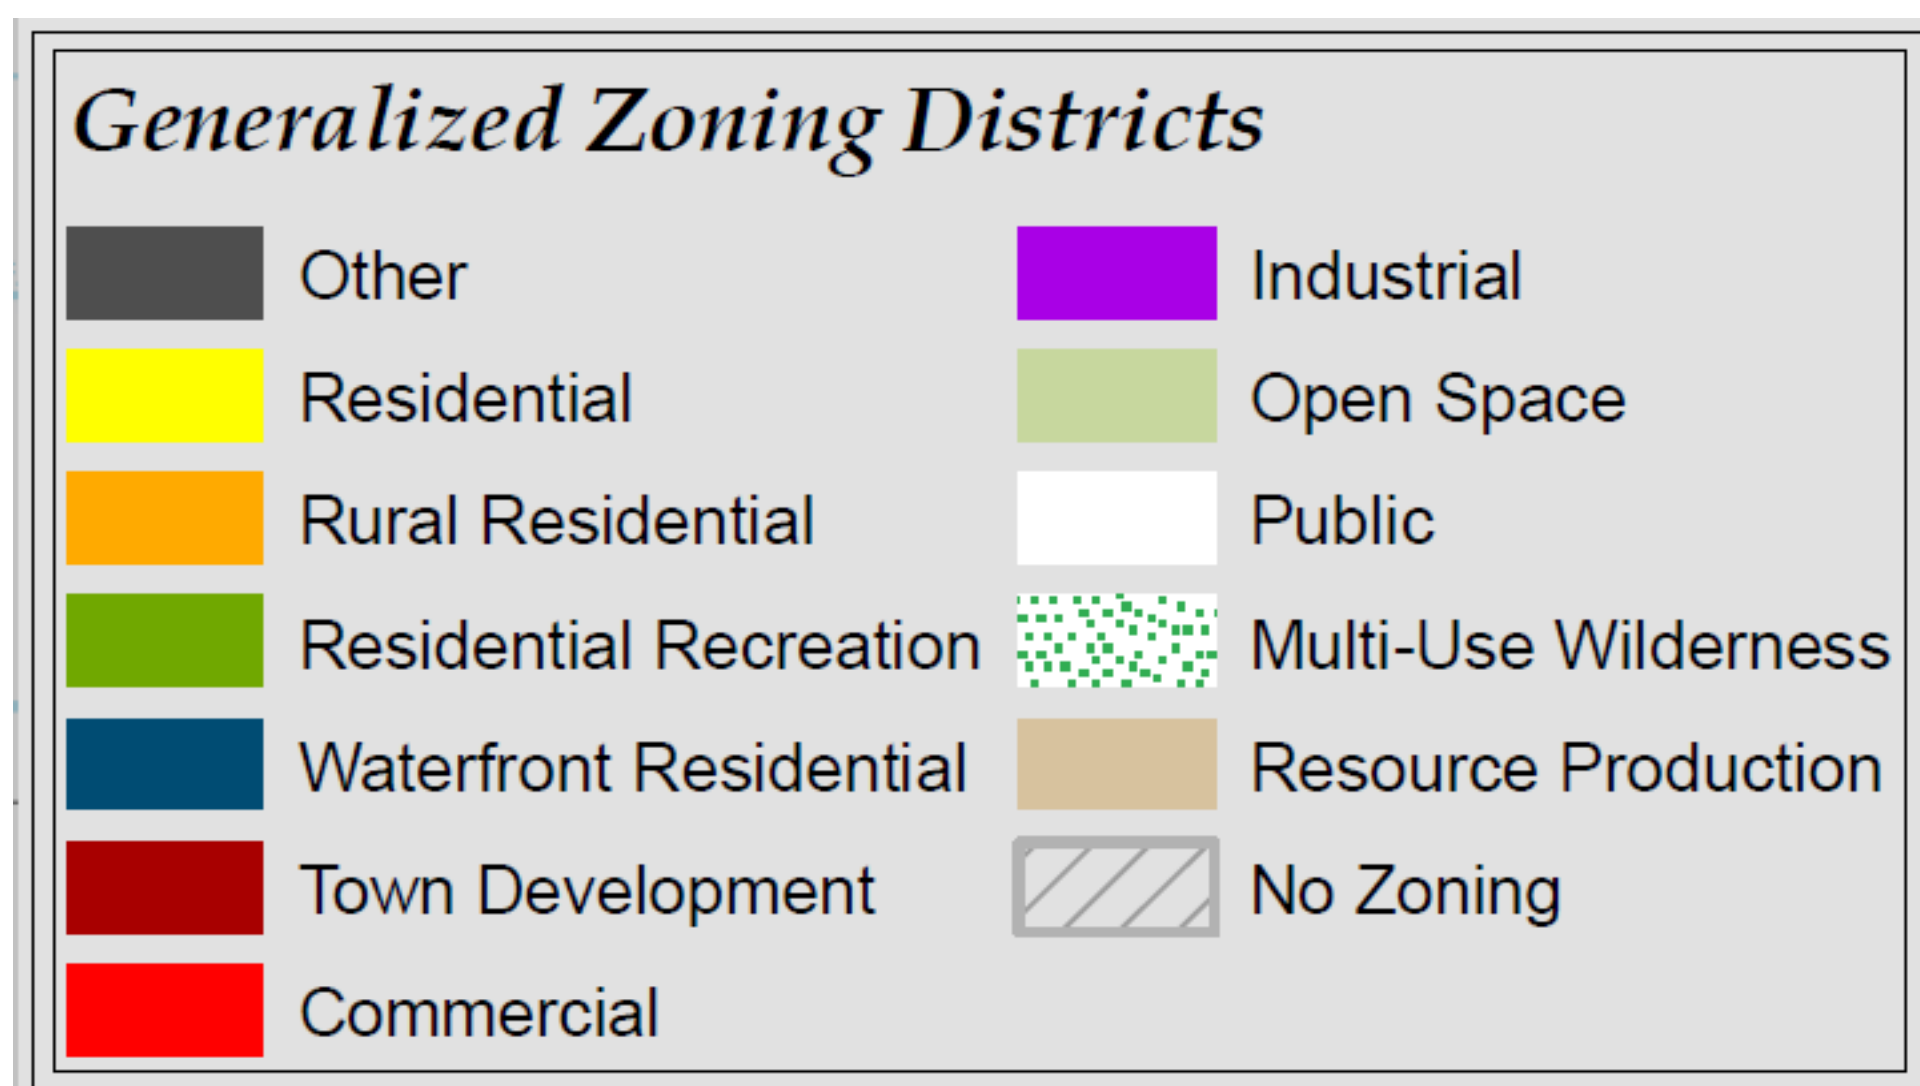 Generalized Zoning Districts
Other
Residential
Rural Residential
Residential Recreation
Waterfront Residential
Town Development
Commercial
Industrial
Open Space
Public
Multi-Use Wilderness
Resource Production
No Zoning